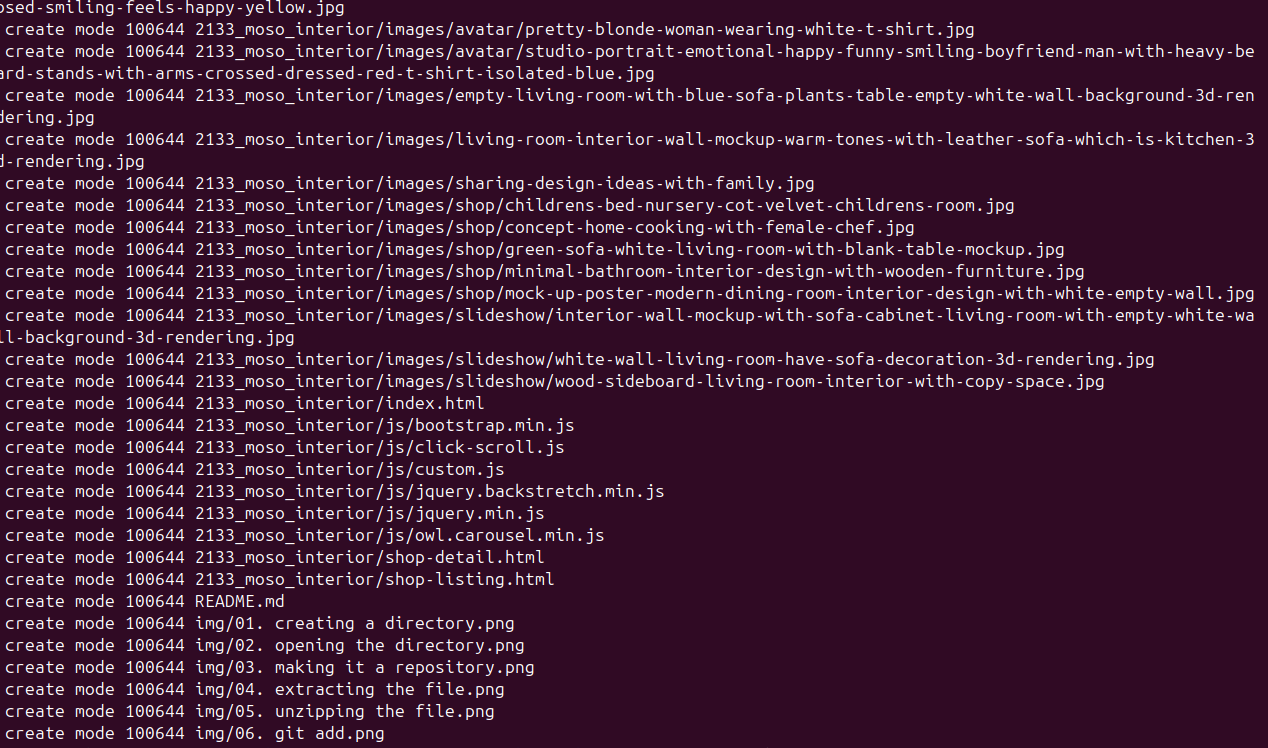 osed-smiling-feels-happy-yellow.jpg
create mode 100644 2133_moso_interior/images/avatar/pretty-blonde-woman-wearing-white-t-shirt.jpg
create mode 100644 2133_moso_interior/images/avatar/studio-portrait-emotional-happy-funny-smiling-boyfriend-man-with-heavy-be
ard-stands-with-arms-crossed-dressed-red-t-shirt-isolated-blue.jpg
create mode 100644 2133_moso_interior/images/empty-living-room-with-blue-sofa-plants-table-empty-white-wall-background-3d-ren
dering.jpg
create mode 100644 2133_moso_interior/images/living-room-interior-wall-mockup-warm-tones-with-leather-sofa-which-is-kitchen-3
d-rendering.jpg
create mode 100644 2133_moso_interior/images/sharing-design-ideas-with-family.jpg
create mode 100644 2133_moso_interior/images/shop/childrens-bed-nursery-cot-velvet-childrens-room.jpg
create mode 100644 2133_moso_interior/images/shop/concept-home-cooking-with-female-chef.jpg
create mode 100644 2133_moso_interior/images/shop/green-sofa-white-living-room-with-blank-table-mockup.jpg
create mode 100644 2133_moso_interior/images/shop/minimal-bathroom-interior-design-with-wooden-furniture.jpg
create mode 100644 2133_moso_interior/images/shop/mock-up-poster-modern-dining-room-interior-design-with-white-empty-wall.jpg
create mode 100644 2133_moso_interior/images/slideshow/interior-wall-mockup-with-sofa-cabinet-living-room-with-empty-white-wa
ll-background-3d-rendering.jpg
create mode 100644 2133_moso_interior/images/slideshow/white-wall-living-room-have-sofa-decoration-3d-rendering.jpg
create mode 100644 2133_moso_interior/images/slideshow/wood-sideboard-living-room-interior-with-copy-space.jpg
create mode 100644 2133_moso_interior/index.html
create mode 100644 2133_moso_interior/js/bootstrap.min.js
create mode 100644 2133_moso_interior/js/click-scroll.js
create mode 100644 2133_moso_interior/js/custom.js
create mode 100644 2133_moso_interior/js/jquery.backstretch.min.js
create mode 100644 2133_moso_interior/js/jquery.min.js
create mode 100644 2133_moso_interior/js/owl.carousel.min.js
create mode 100644 2133_moso_interior/shop-detail.html
create mode 100644 2133_moso_interior/shop-listing.html
create mode 100644 README.md
create mode 100644 img/01. creating a directory.png
create mode 100644 img/02. opening the directory.png
create mode 100644 img/03. making it a repository.png
create mode 100644 img/04. extracting the file.png
create mode 100644 img/05. unzipping the file.png
create mode 100644 img/06. git add.png